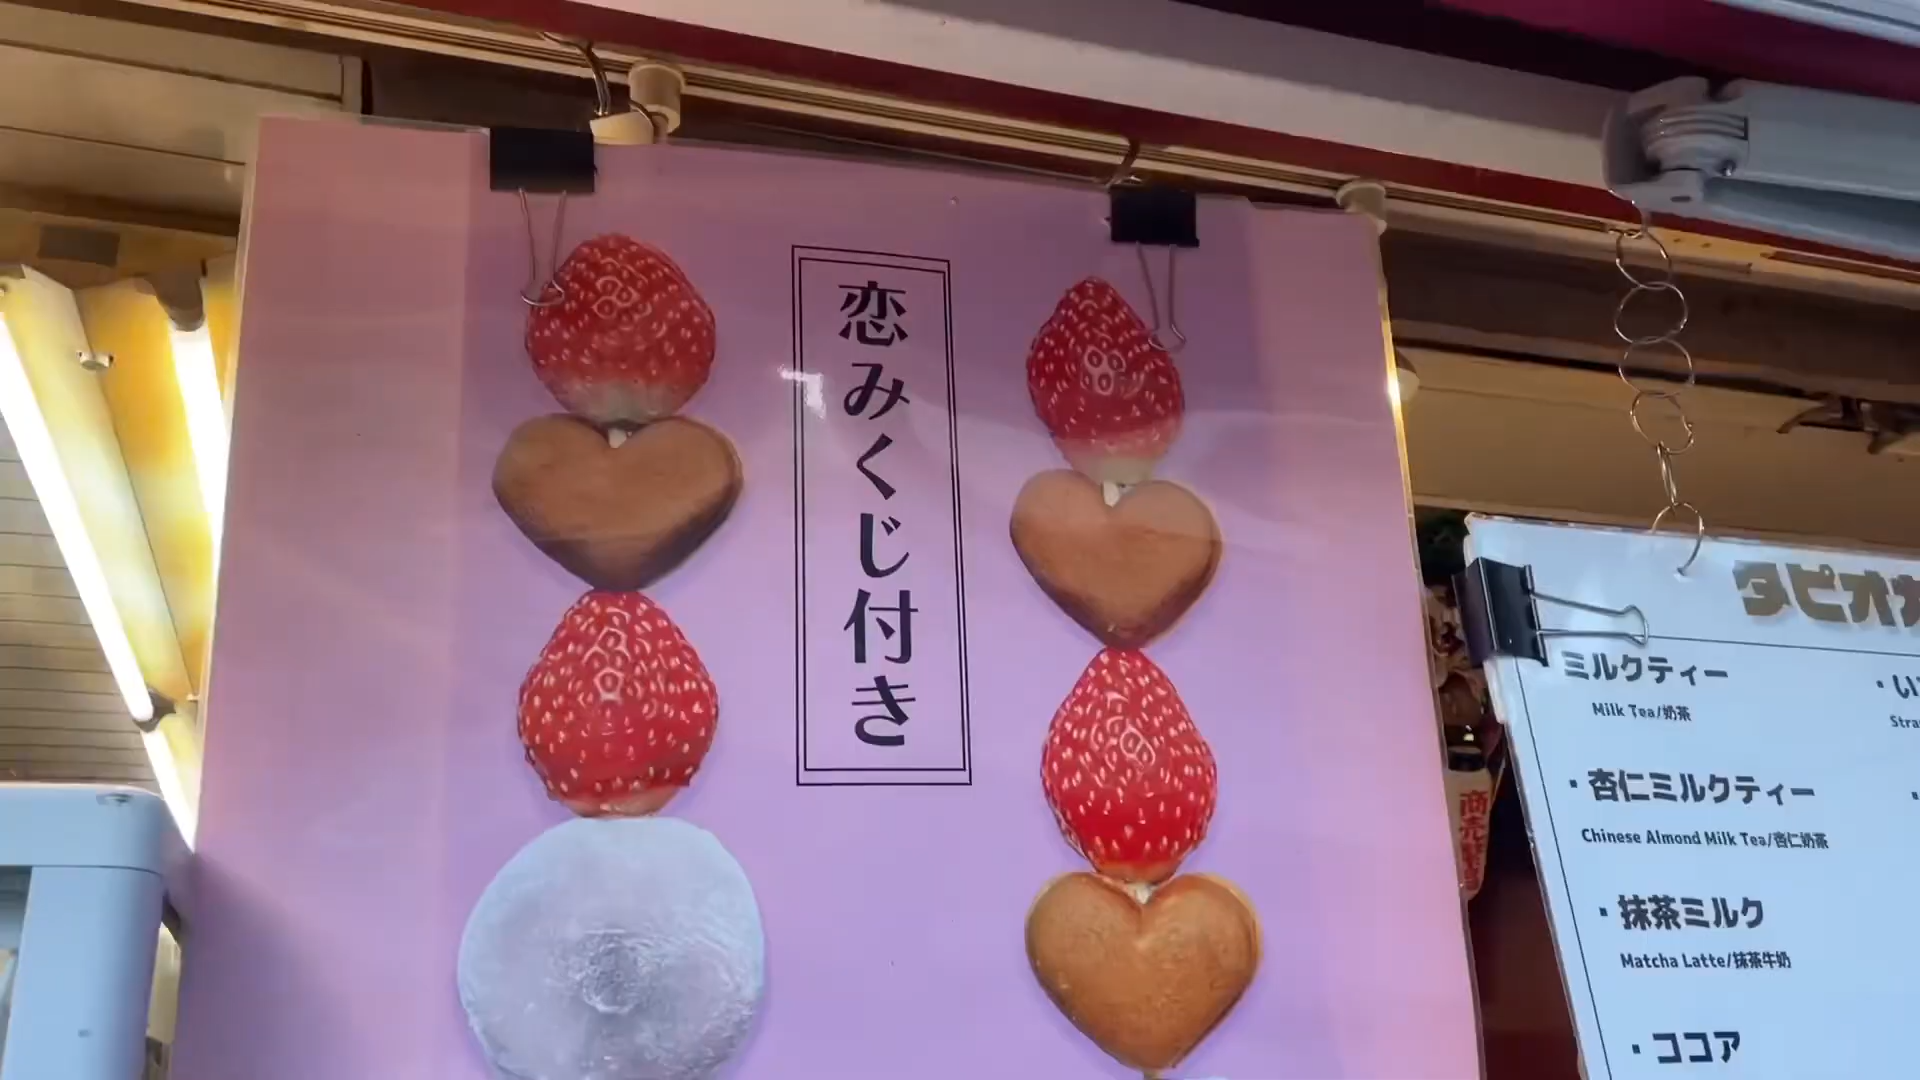 恋みくじ付き
タピオカ
ミルクティー
Milk Tea/奶茶
・杏仁ミルクティー
Chinese Almond Milk Tea/杏仁奶茶
・抹茶ミルク
Matcha Latte/抹茶牛奶
・ココア
・い
Stra